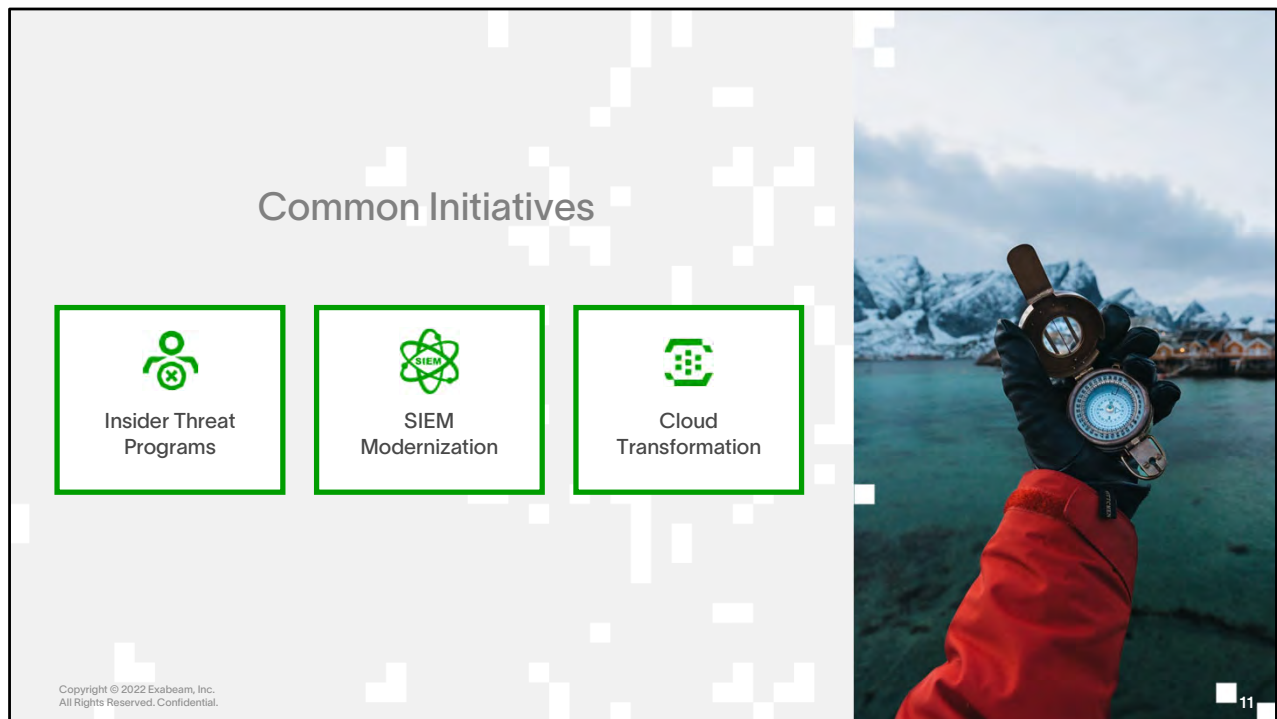 Common Initiatives
Insider Threat
Programs
SIEM
SIEM
Modernization
Cloud
Transformation
Copyright © 2022 Exabeam, Inc.
All Rights Reserved. Confidential.
11